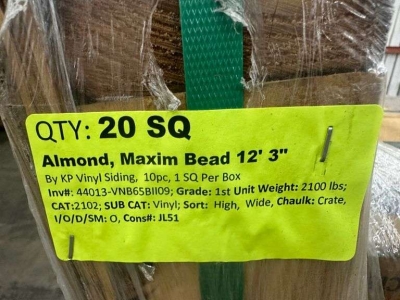 QTY: 20 SQ
Almond, Maxim Bead 12' 3"
By KP Vinyl Siding, 10pc, 1 SQ Per Box
Inv#: 44013-VNB65BII09; Grade: 1st Unit Weight: 2100 lbs;
CAT:2102; SUB CAT: Vinyl; Sort: High, Wide, Chaulk: Crate,
I/O/D/SM: O, Cons#: JL51